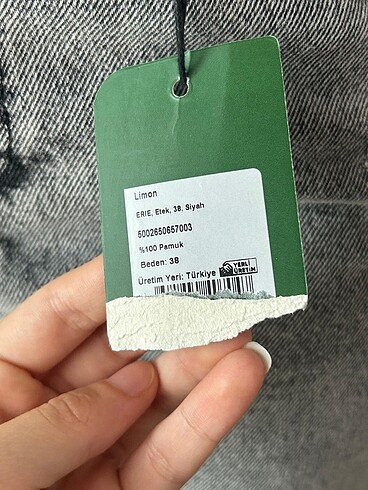 Limon
ERIE, Etek, 38, Siyah
5002650657003
%100 Pamuk
Beden: 38
Üretim Yeri: Türkiye YERLİ ÜRETİM